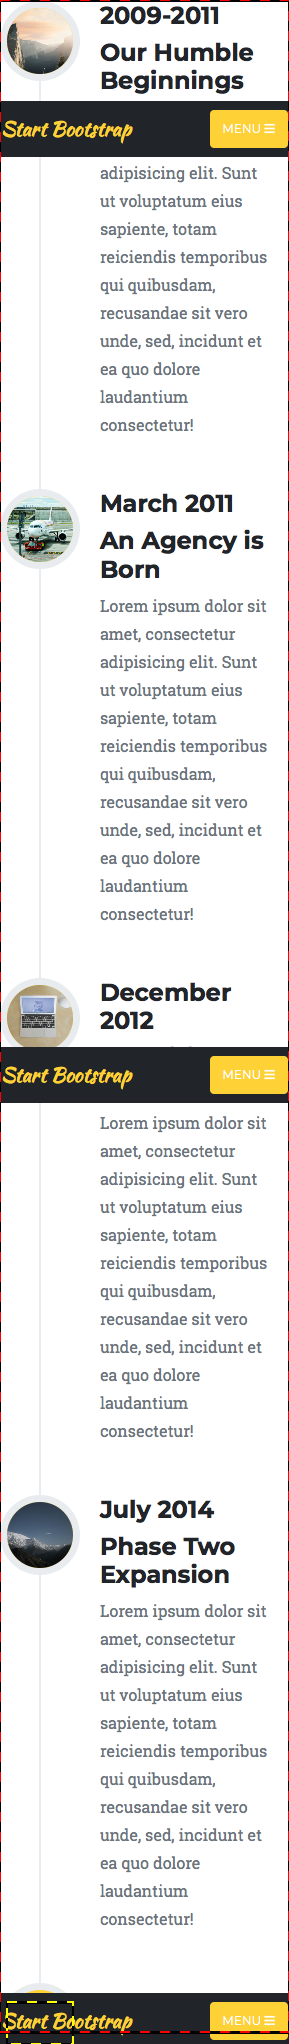 2009-2011
Our Humble
Beginnings
Start Bootstrap
MENU
adipisicing elit. Sunt
ut voluptatum eius
sapiente, totam
reiciendis temporibus
qui quibusdam,
recusandae sit vero
unde, sed, incidunt et
ea quo dolore
laudantium
consectetur!
March 2011
An Agency is
Born
Lorem ipsum dolor sit
amet, consectetur
adipisicing elit. Sunt
ut voluptatum eius
sapiente, totam
reiciendis temporibus
qui quibusdam,
recusandae sit vero
unde, sed, incidunt et
ea quo dolore
laudantium
consectetur!
December
2012
Start Bootstrap
MENU
Lorem ipsum dolor sit
amet, consectetur
adipisicing elit. Sunt
ut voluptatum eius
sapiente, totam
reiciendis temporibus
qui quibusdam,
recusandae sit vero
unde, sed, incidunt et
ea quo dolore
laudantium
consectetur!
July 2014
Phase Two
Expansion
Lorem ipsum dolor sit
amet, consectetur
adipisicing elit. Sunt
ut voluptatum eius
sapiente, totam
reiciendis temporibus
qui quibusdam,
recusandae sit vero
unde, sed, incidunt et
ea quo dolore
laudantium
consectetur!
Start Bootstrap
MENU